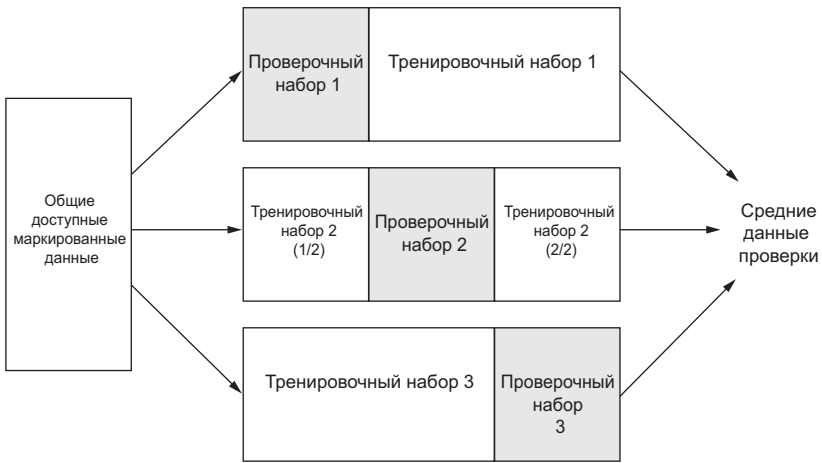 Проверочный
набор 1
Тренировочный набор 1
Общие
доступные
маркированные
данные
Тренировочный
набор 2
(1/2)
Проверочный
набор 2
Тренировочный
набор 2
(2/2)
Средние
данные
проверки
Тренировочный набор 3
Проверочный
набор
3